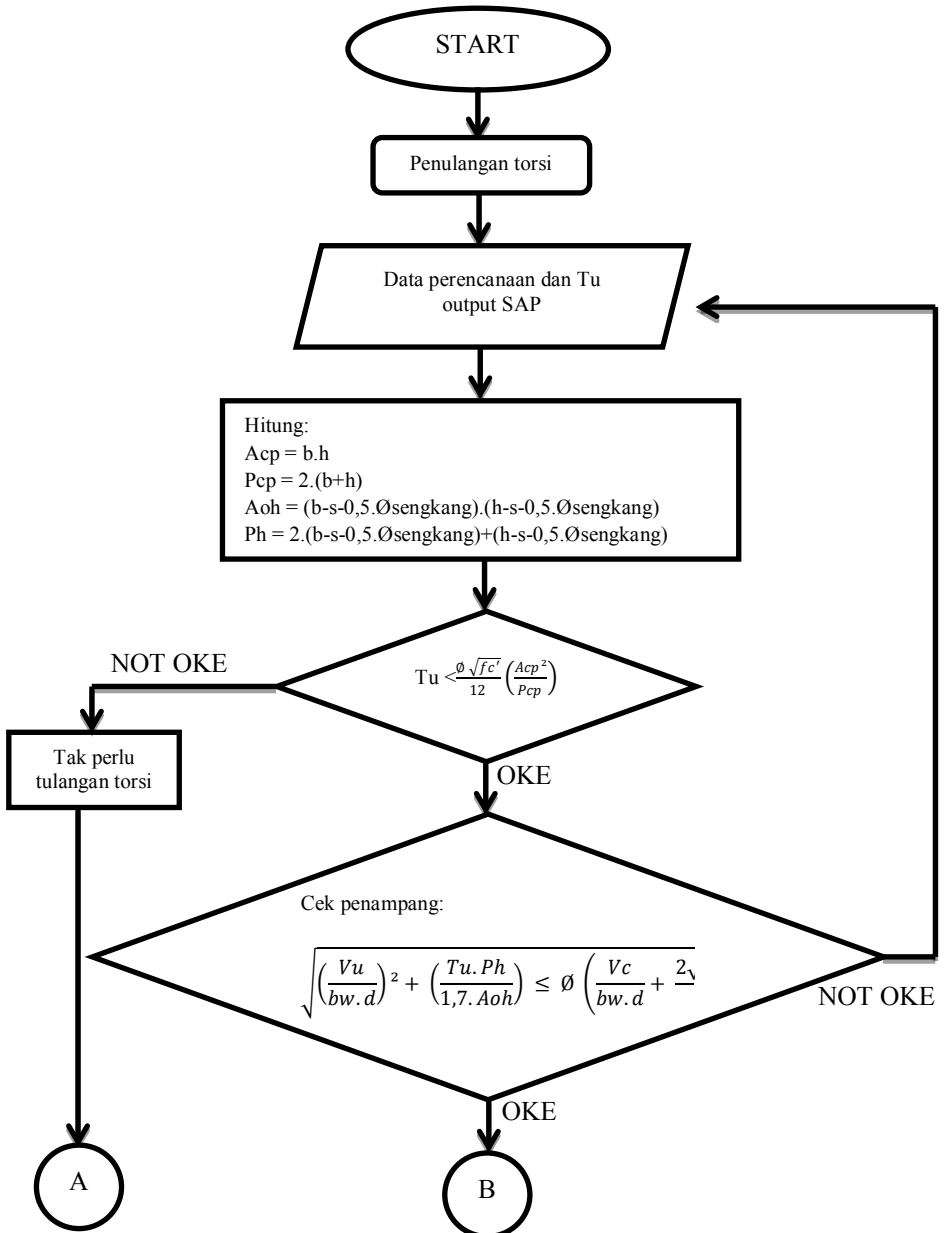 START
Penulangan torsi
Data perencanaan dan Tu
output SAP
Hitung:
Acp = b.h
Pcp = 2.(b+h)
Aoh = (b-s-0,5.Øsengkang).(h-s-0,5.Øsengkang)
Ph = 2.(b-s-0,5.Øsengkang)+(h-s-0,5.Øsengkang)
NOT OKE
Tu <ø √fc′/12 (Acp²/Pcp)
Tak perlu
tulangan torsi
OKE
Cek penampang:
√((Vu/bw.d)² + (Tu.Ph/1,7.Aoh) ≤ Ø (Vc/bw.d + 2√
NOT OKE
OKE
A
B